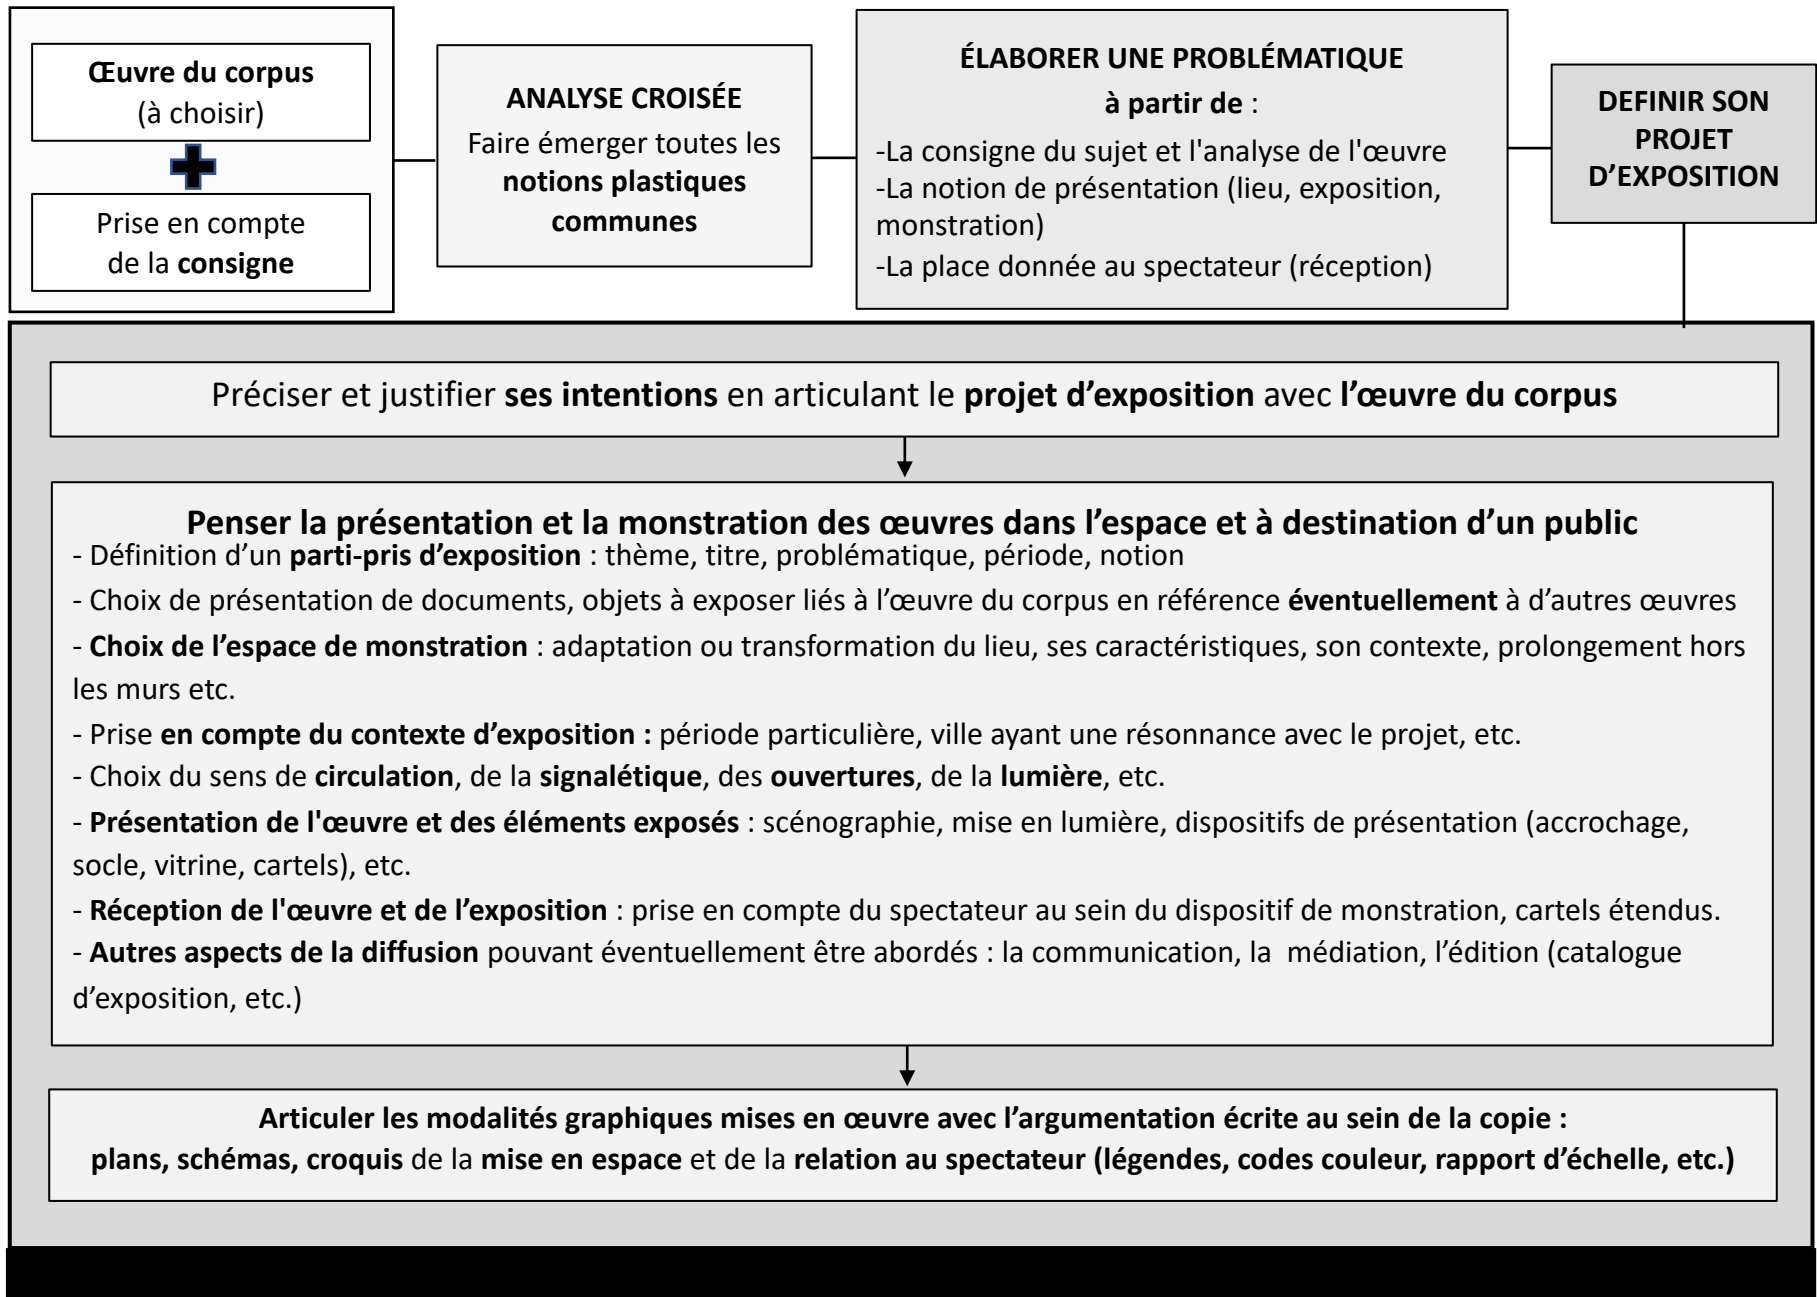 Œuvre du corpus
(à choisir)
Prise en compte
de la consigne
ANALYSE CROISÉE
Faire émerger toutes les
notions plastiques
communes
ÉLABORER UNE PROBLÉMATIQUE
à partir de :
-La consigne du sujet et l'analyse de l'œuvre
-La notion de présentation (lieu, exposition,
monstration)
-La place donnée au spectateur (réception)
DEFINIR SON
PROJET
D’EXPOSITION
Préciser et justifier ses intentions en articulant le projet d’exposition avec l’œuvre du corpus
Penser la présentation et la monstration des œuvres dans l’espace et à destination d’un public
- Définition d’un parti-pris d’exposition : thème, titre, problématique, période, notion
- Choix de présentation de documents, objets à exposer liés à l’œuvre du corpus en référence éventuellement à d’autres œuvres
- Choix de l’espace de monstration : adaptation ou transformation du lieu, ses caractéristiques, son contexte, prolongement hors
les murs etc.
- Prise en compte du contexte d’exposition : période particulière, ville ayant une résonnance avec le projet, etc.
- Choix du sens de circulation, de la signalétique, des ouvertures, de la lumière, etc.
- Présentation de l'œuvre et des éléments exposés : scénographie, mise en lumière, dispositifs de présentation (accrochage,
socle, vitrine, cartels), etc.
- Réception de l'œuvre et de l’exposition : prise en compte du spectateur au sein du dispositif de monstration, cartels étendus.
- Autres aspects de la diffusion pouvant éventuellement être abordés : la communication, la médiation, l’édition (catalogue
d’exposition, etc.)
Articuler les modalités graphiques mises en œuvre avec l’argumentation écrite au sein de la copie :
plans, schémas, croquis de la mise en espace et de la relation au spectateur (légendes, codes couleur, rapport d’échelle, etc.)